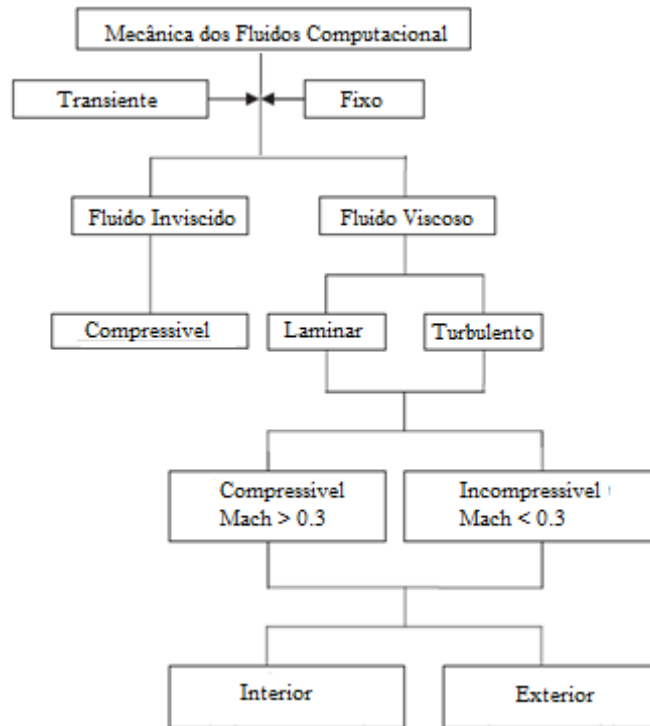 Mecânica dos Fluidos Computacional
Transiente
Fixo
Fluido Inviscido
Fluido Viscoso
Compressivel
Laminar
Turbulento
Compressivel
Mach > 0.3
Incompressivel
Mach < 0.3
Interior
Exterior